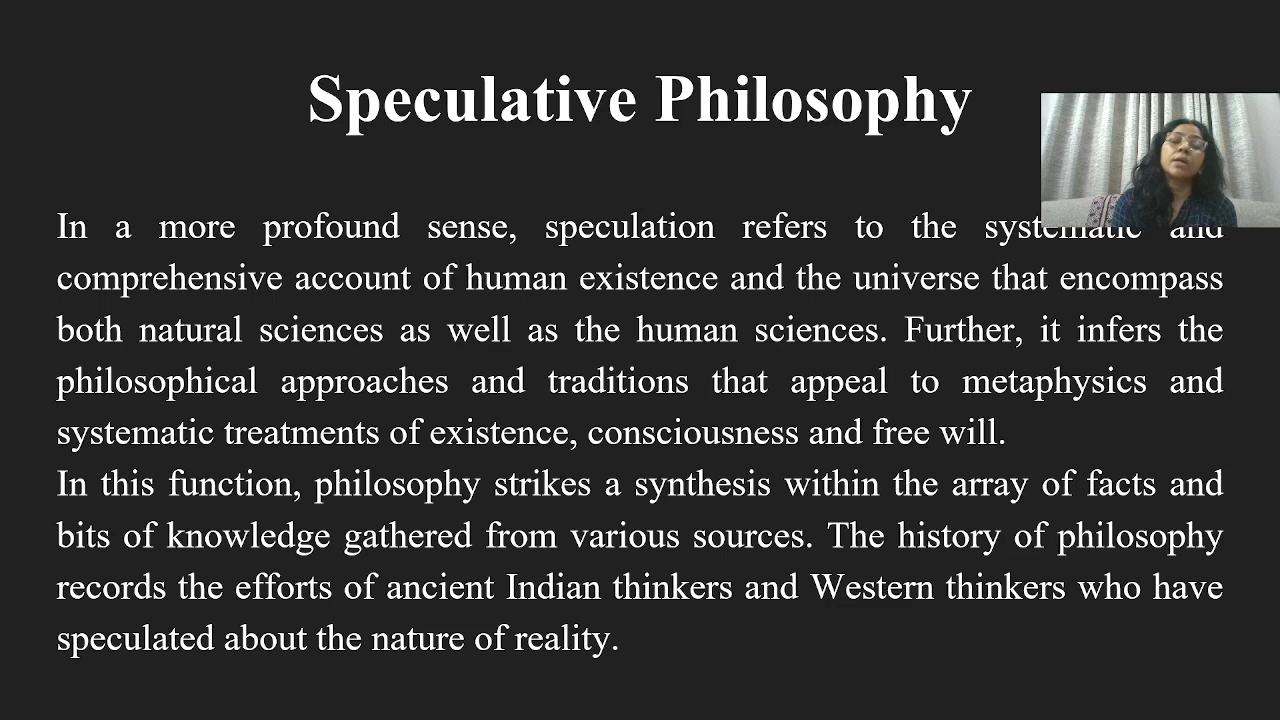 Speculative Philosophy
In a more profound sense, speculation refers to the systematic and
comprehensive account of human existence and the universe that encompass
both natural sciences as well as the human sciences. Further, it infers the
philosophical approaches and traditions that appeal to metaphysics and
systematic treatments of existence, consciousness and free will.
In this function, philosophy strikes a synthesis within the array of facts and
bits of knowledge gathered from various sources. The history of philosophy
records the efforts of ancient Indian thinkers and Western thinkers who have
speculated about the nature of reality.